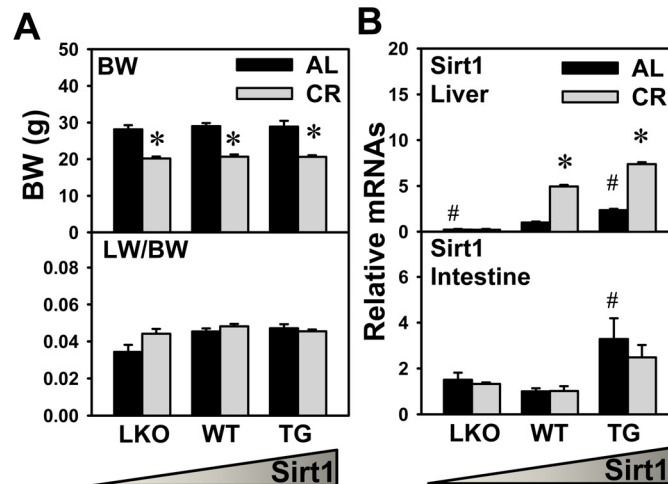 A
BW
AL
CR
BW (g)
60
50
40
30
20
10
0
*
*
*
LW/BW
0.08
0.06
0.04
0.02
0.00
LKO
WT
TG
Sirt1
B
Sirt1
Liver
AL
CR
Relative mRNAs
20
15
10
5
0
#
*
#
*
Sirt1
Intestine
6
4
2
0
#
LKO
WT
TG
Sirt1